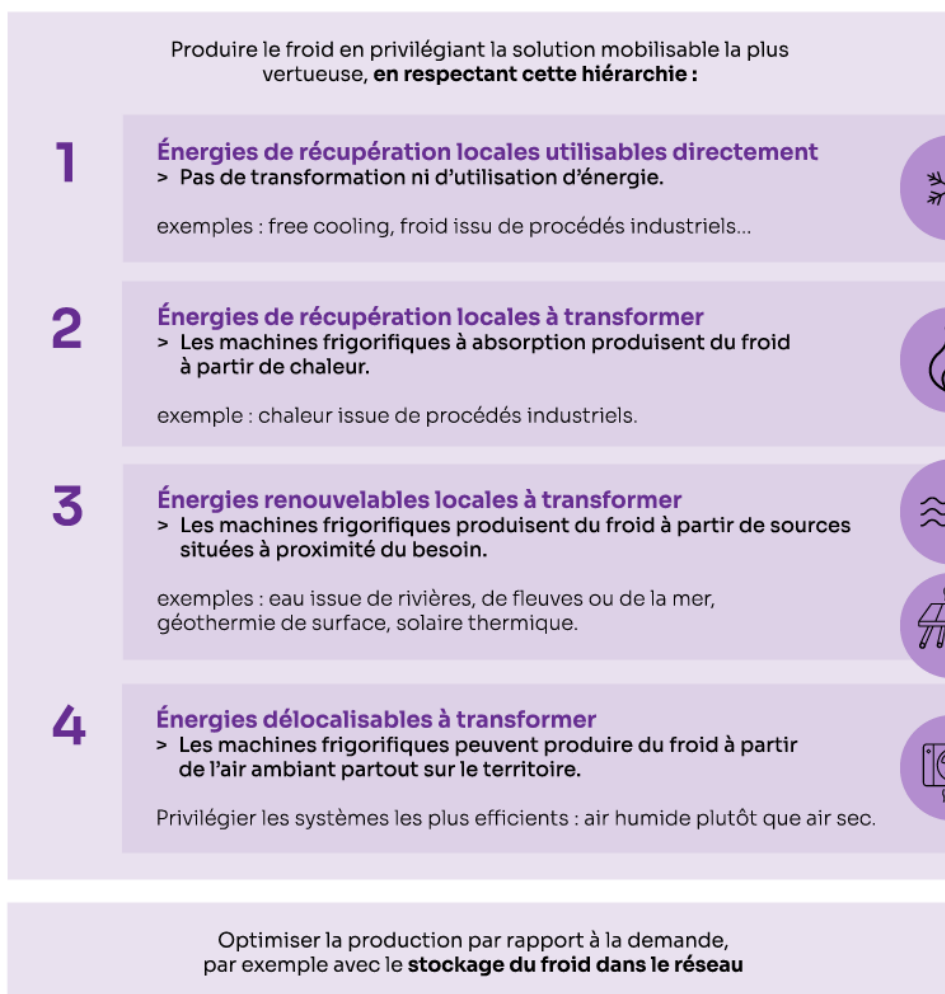 Produire le froid en privilégiant la solution mobilisable la plus
vertueuse, en respectant cette hiérarchie :
1
Énergies de récupération locales utilisables directement
> Pas de transformation ni d'utilisation d'énergie.
exemples : free cooling, froid issu de procédés industriels...
2
Énergies de récupération locales à transformer
> Les machines frigorifiques à absorption produisent du froid
à partir de chaleur.
exemple : chaleur issue de procédés industriels.
3
Énergies renouvelables locales à transformer
> Les machines frigorifiques produisent du froid à partir de sources
situées à proximité du besoin.
exemples : eau issue de rivières, de fleuves ou de la mer,
géothermie de surface, solaire thermique.
4
Énergies délocalisables à transformer
> Les machines frigorifiques peuvent produire du froid à partir
de l'air ambiant partout sur le territoire.
Privilégier les systèmes les plus efficients : air humide plutôt que air sec.
Optimiser la production par rapport à la demande,
par exemple avec le stockage du froid dans le réseau